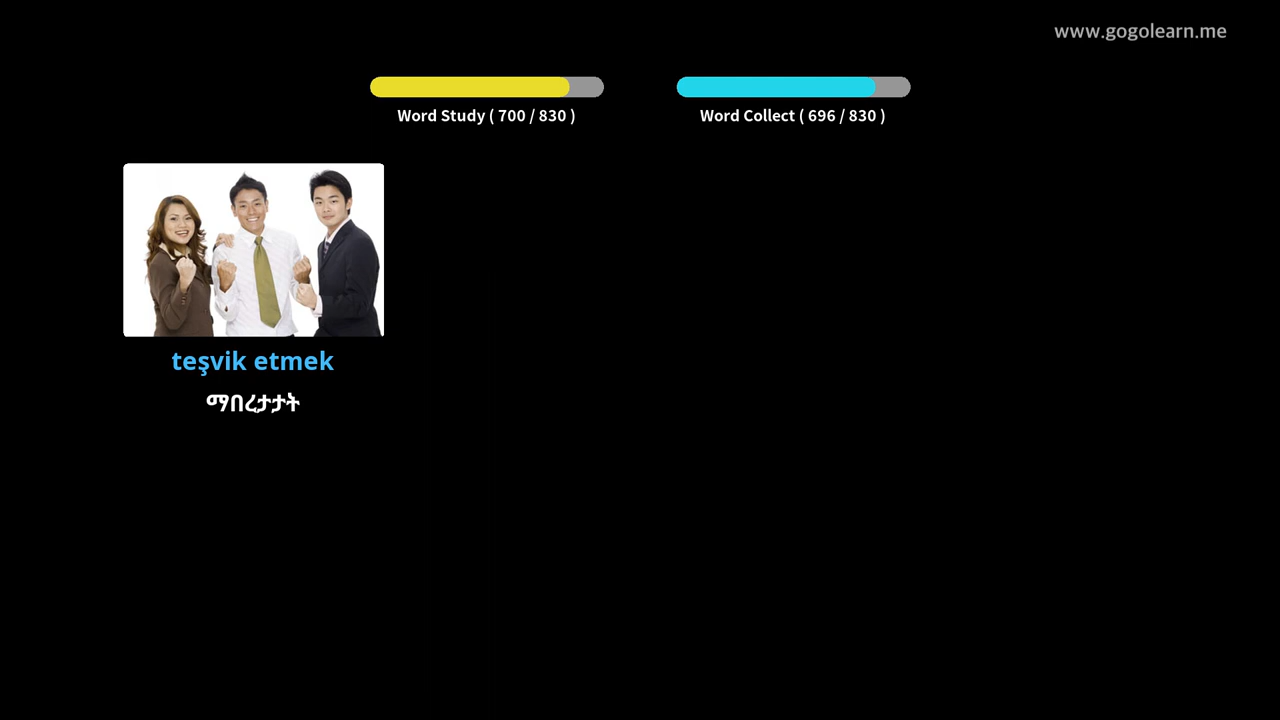 www.gogolearn.me
Word Study ( 700 / 830 )
Word Collect ( 696 / 830 )
teşvik etmek
ማበረታታት